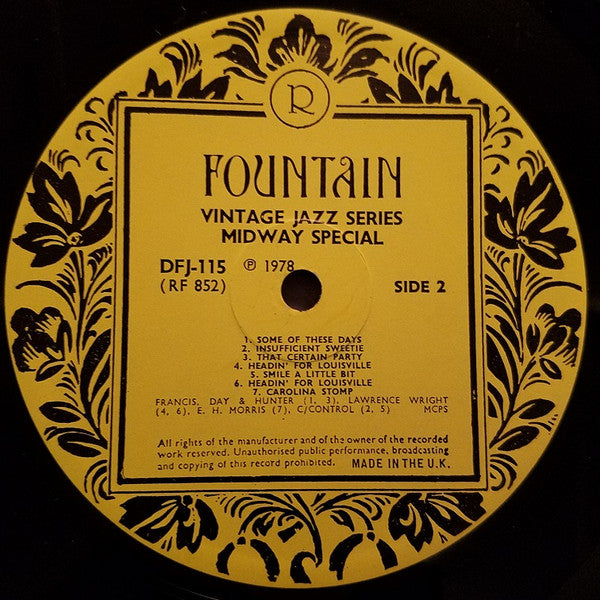 R
FOUNTAIN
VINTAGE JAZZ SERIES
MIDWAY SPECIAL
DFJ-115 ℗ 1978
(RF 852) SIDE 2
1. SOME OF THESE DAYS
2. INSUFFICIENT SWEETIE
3. THAT CERTAIN PARTY
4. HEADIN' FOR LOUISVILLE
5. SMILE A LITTLE BIT
6. HEADIN' FOR LOUISVILLE
7. CAROLINA STOMP
FRANCIS, DAY & HUNTER (1, 3), LAWRENCE WRIGHT
(4, 6), E. H. MORRIS (7), C/CONTROL (2, 5) MCPS
All rights of the manufacturer and of the owner of the recorded
work reserved. Unauthorised public performance, broadcasting
and copying of this record prohibited. MADE IN THE U.K.